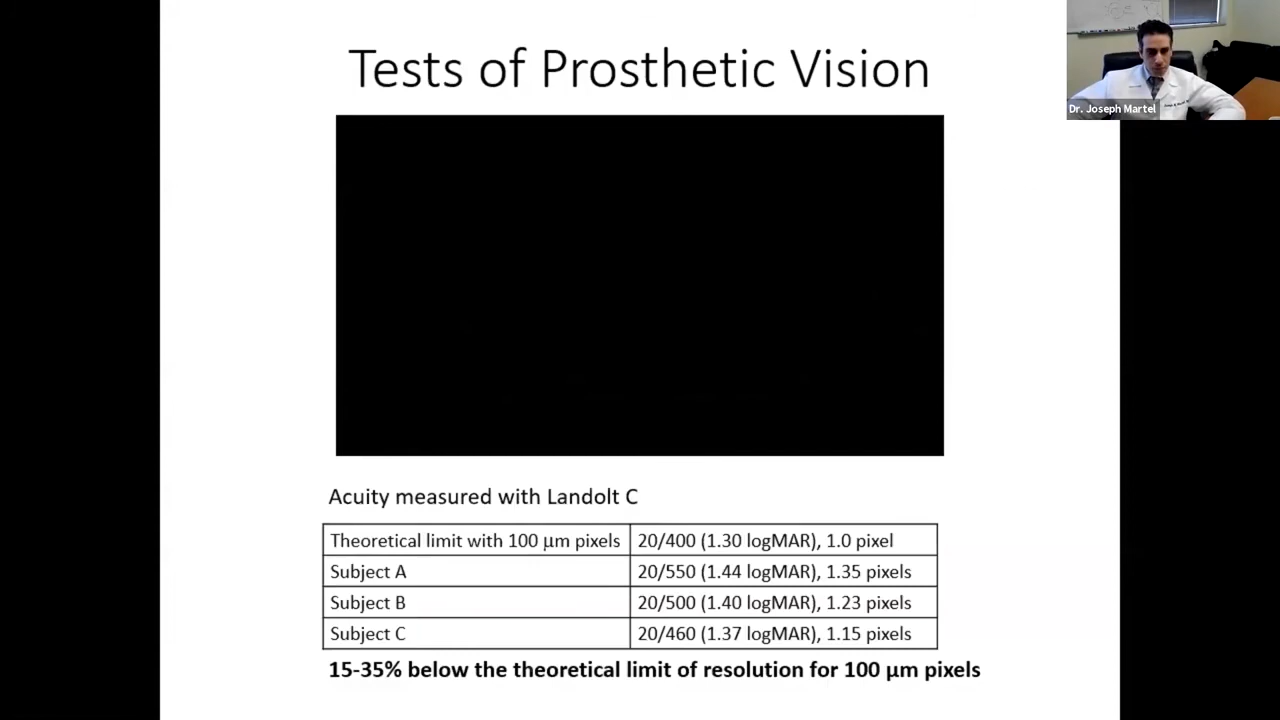 Tests of Prosthetic Vision
Dr. Joseph Martel
Acuity measured with Landolt C
Theoretical limit with 100 µm pixels 20/400 (1.30 logMAR), 1.0 pixel
Subject A 20/550 (1.44 logMAR), 1.35 pixels
Subject B 20/500 (1.40 logMAR), 1.23 pixels
Subject C 20/460 (1.37 logMAR), 1.15 pixels
15-35% below the theoretical limit of resolution for 100 µm pixels